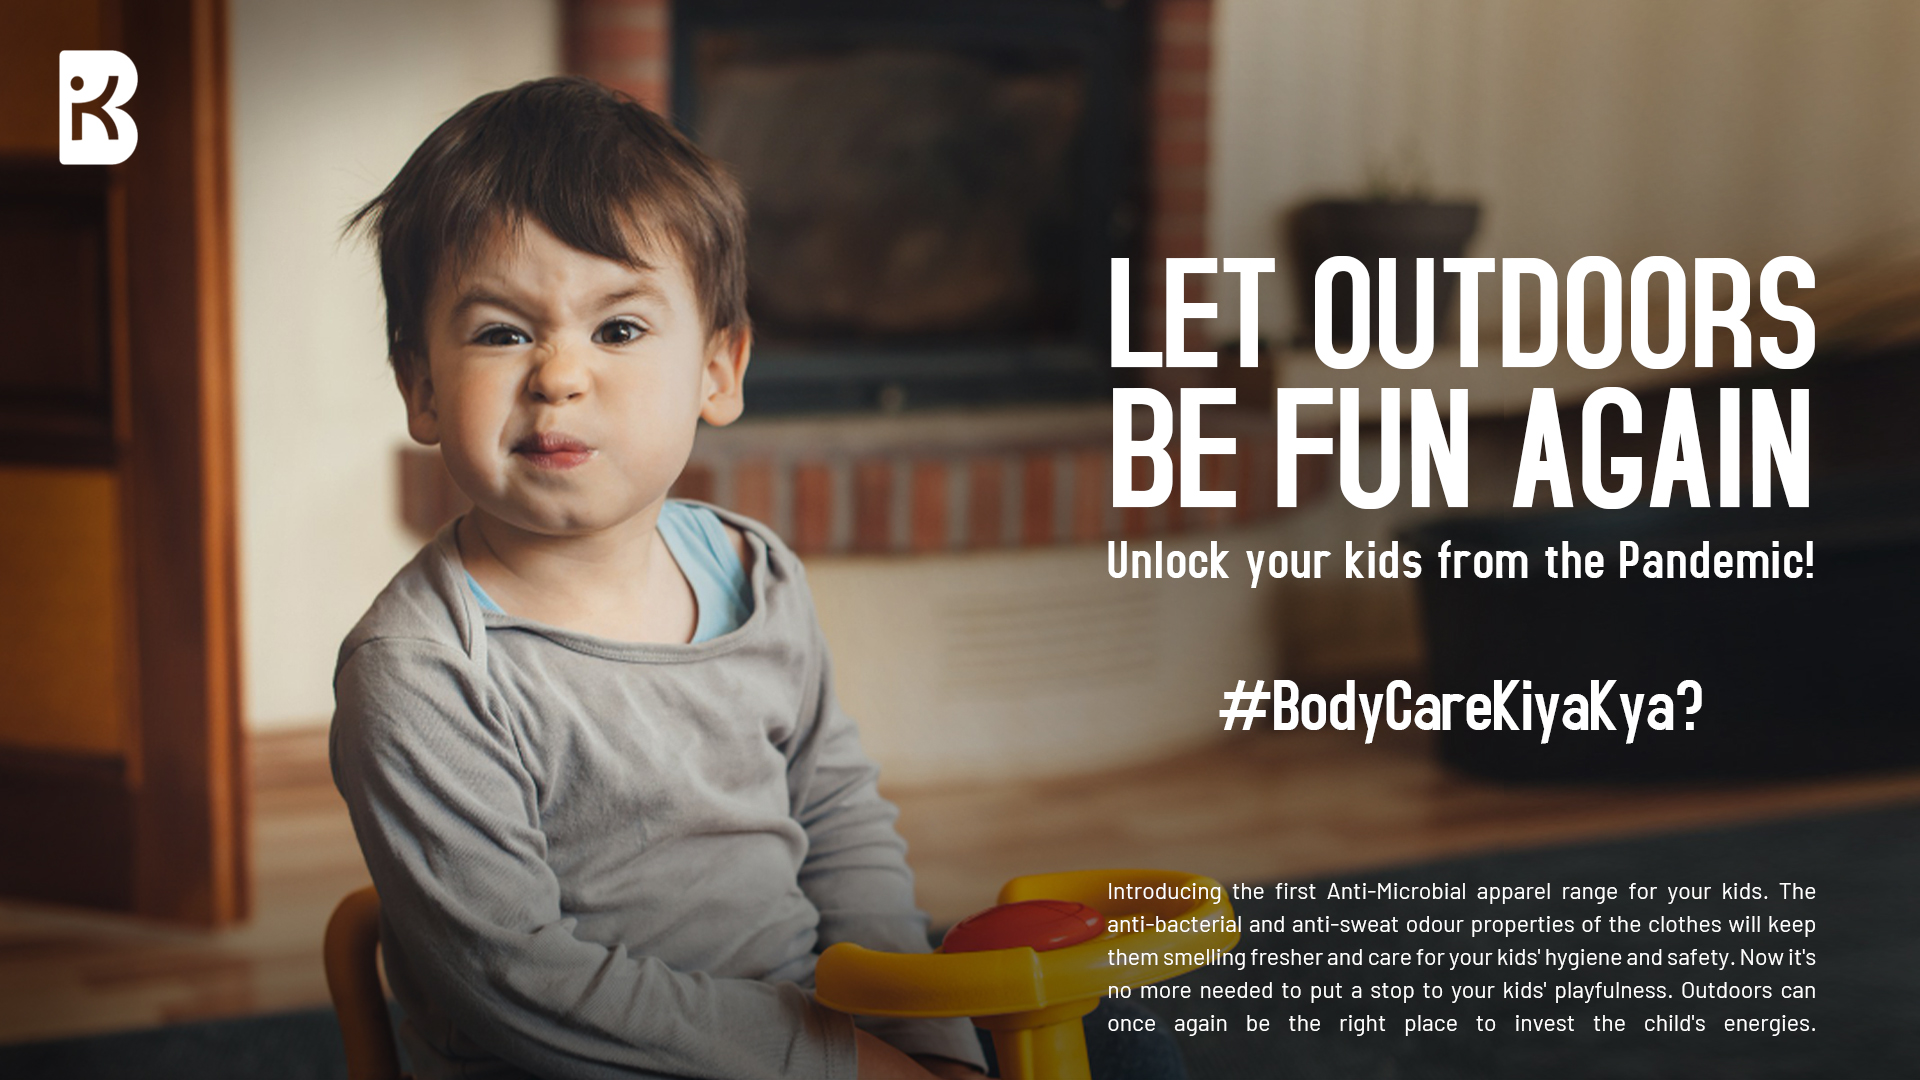 BK
LET OUTDOORS
BE FUN AGAIN
Unlock your kids from the Pandemic!
#BodyCareKiyaKya?
Introducing the first Anti-Microbial apparel range for your kids. The
anti-bacterial and anti-sweat odour properties of the clothes will keep
them smelling fresher and care for your kids' hygiene and safety. Now it's
no more needed to put a stop to your kids' playfulness. Outdoors can
once again be the right place to invest the child's energies.